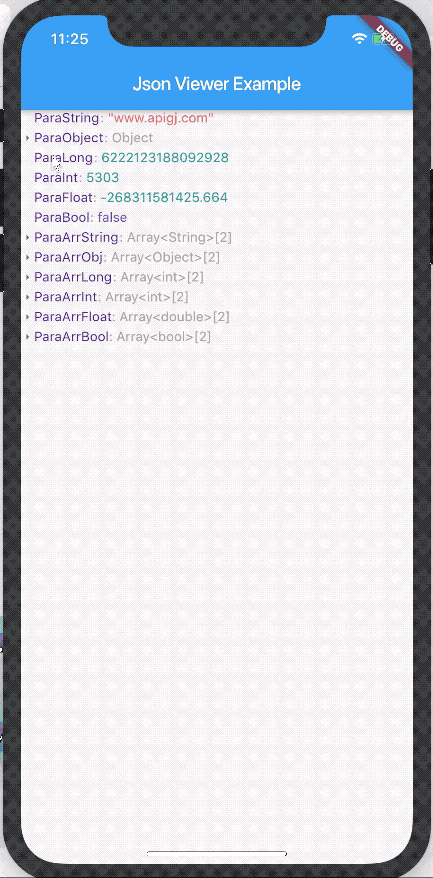 11:25
DEBUG
Json Viewer Example
ParaString: "www.apigj.com"
ParaObject: Object
ParaLong: 6222123188092928
ParaInt: 5303
ParaFloat: -268311581425.664
ParaBool: false
ParaArrString: Array<String>[2]
ParaArrObj: Array<Object>[2]
ParaArrLong: Array<int>[2]
ParaArrInt: Array<int>[2]
ParaArrFloat: Array<double>[2]
ParaArrBool: Array<bool>[2]